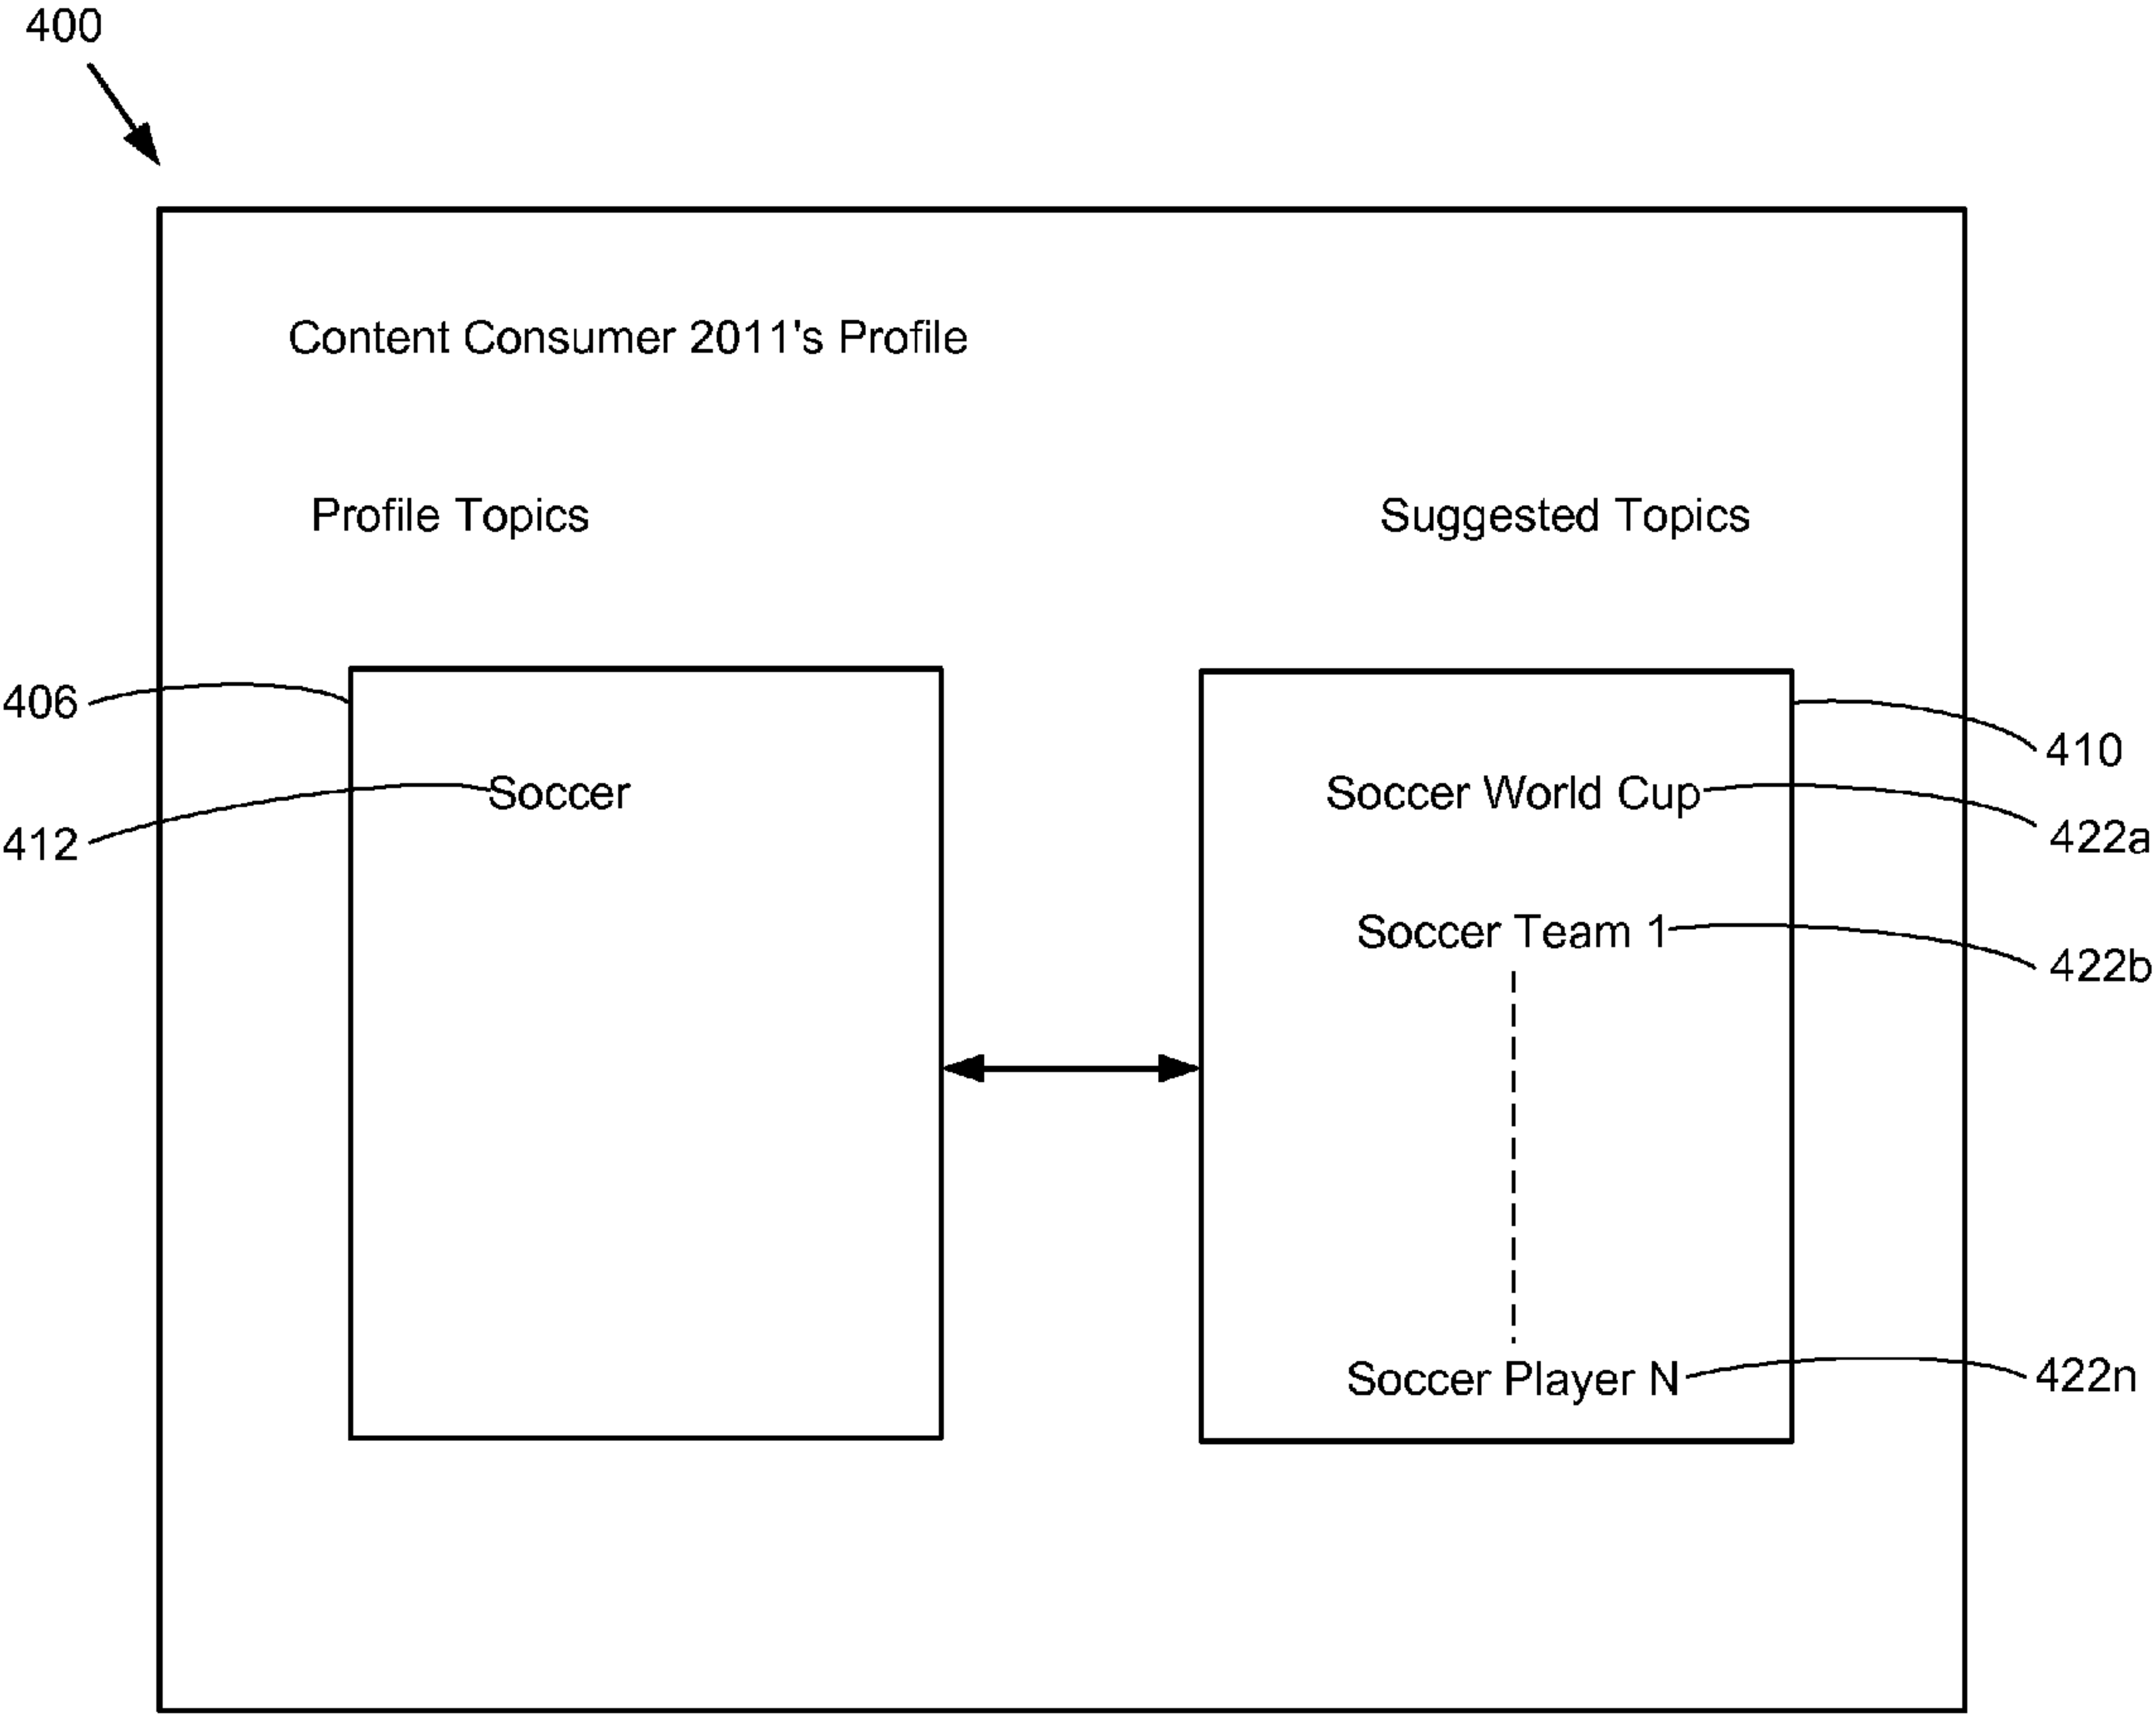 400
Content Consumer 2011's Profile
Profile Topics
Suggested Topics
406
410
Soccer
Soccer World Cup
412
422a
Soccer Team 1
422b
Soccer Player N
422n